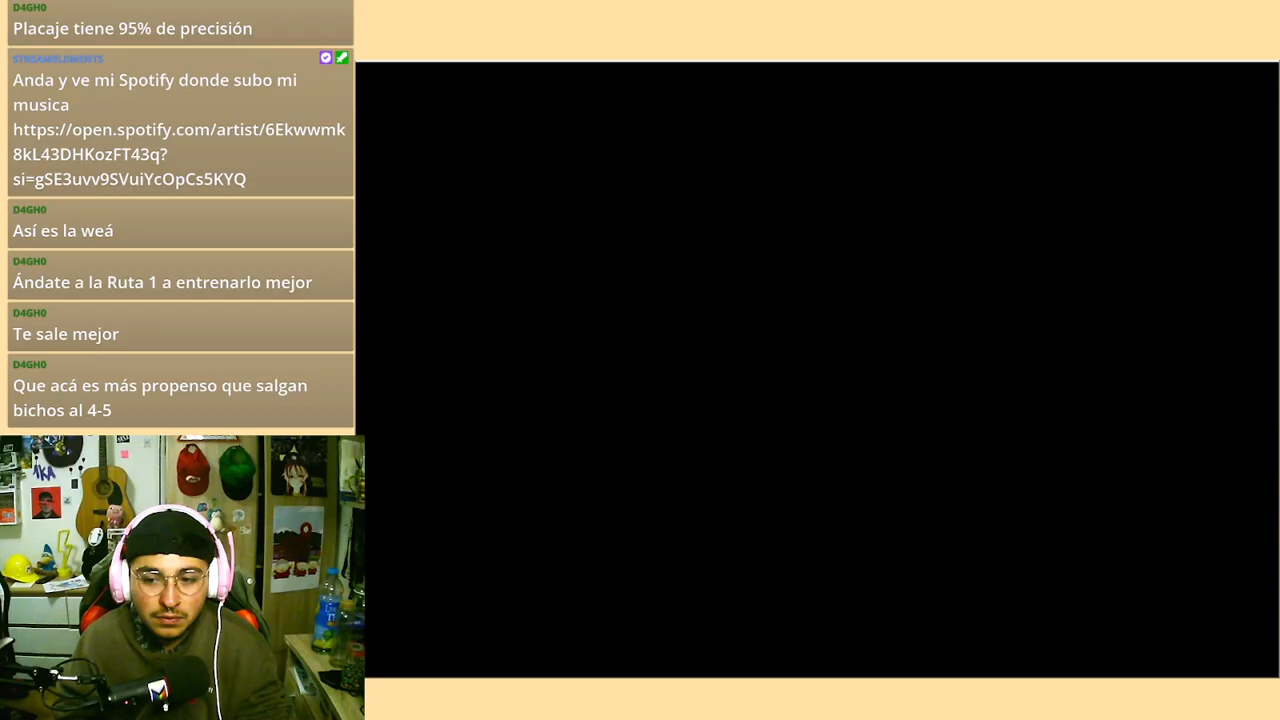 D4GH0
Placaje tiene 95% de precisión
STREAMELEMENTS
Anda y ve mi Spotify donde subo mi
musica
https://open.spotify.com/artist/6Ekwwmk
8kL43DHKozFT43q?
si=gSE3uvv9SVuiYcOpCs5KYQ
D4GH0
Así es la weá
D4GH0
Ándate a la Ruta 1 a entrenarlo mejor
D4GH0
Te sale mejor
D4GH0
Que acá es más propenso que salgan
bichos al 4-5